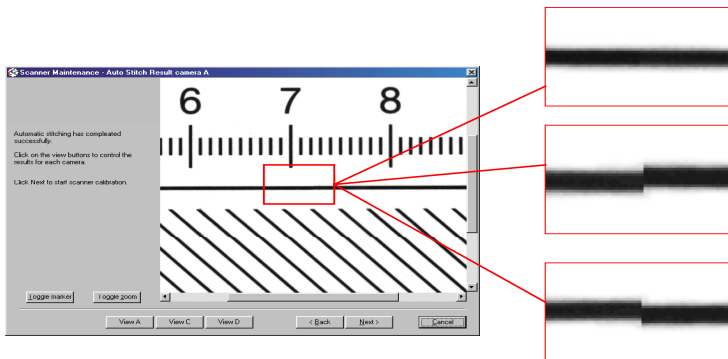 Scanner Maintenance - Auto Stitch Result camera A
6 7 8
Automatic stitching has compleated
successfully.
Click on the view buttons to control the
results for each camera.
Click Next to start scanner calibration.
Toggle marker Toggle zoom
View A View C View D < Back Next > Cancel